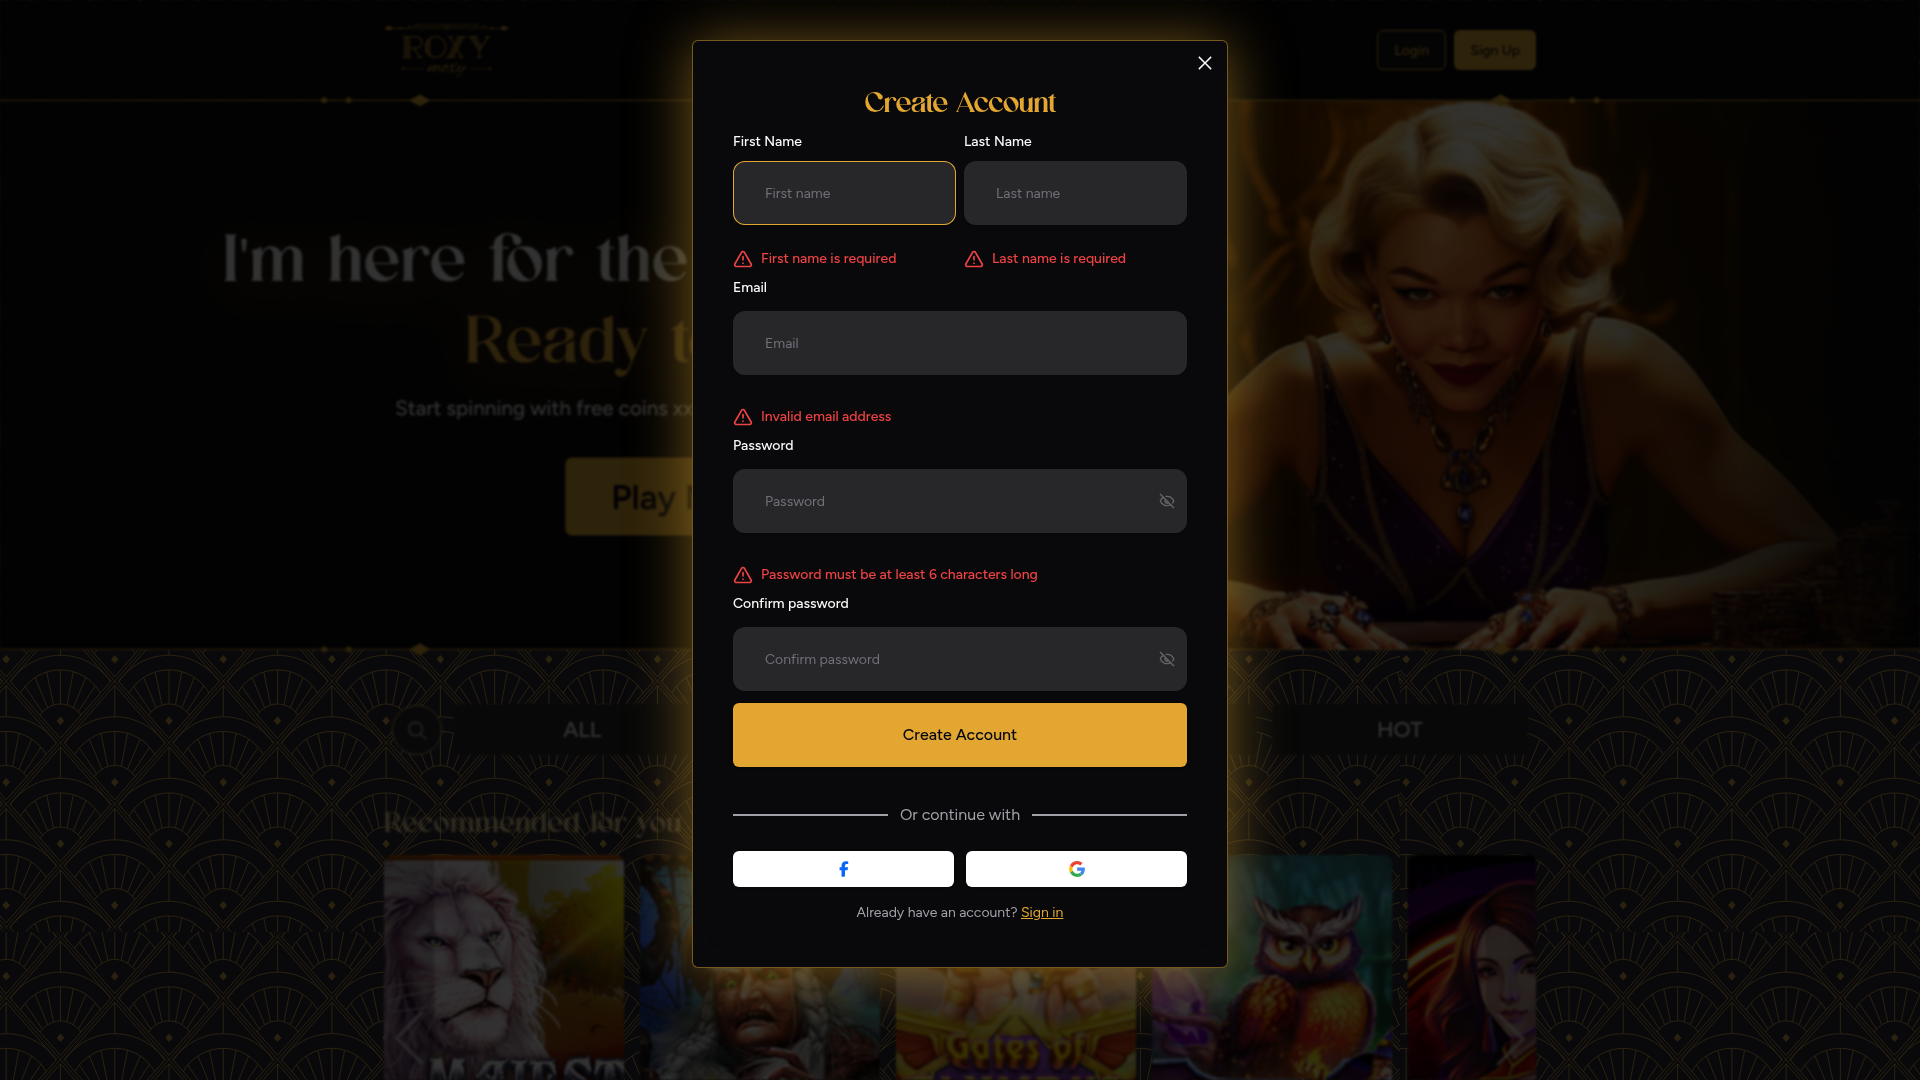 ROXY
moxy
Login
Sign Up
Create Account
First Name
Last Name
First name
Last name
First name is required
Last name is required
Email
Email
Invalid email address
Password
Password
Password must be at least 6 characters long
Confirm password
Confirm password
Create Account
Or continue with
Already have an account? Sign in
I'm here for the
Ready
Start spinning with free coins
Play
ALL
HOT
Recommended for you
Gates of